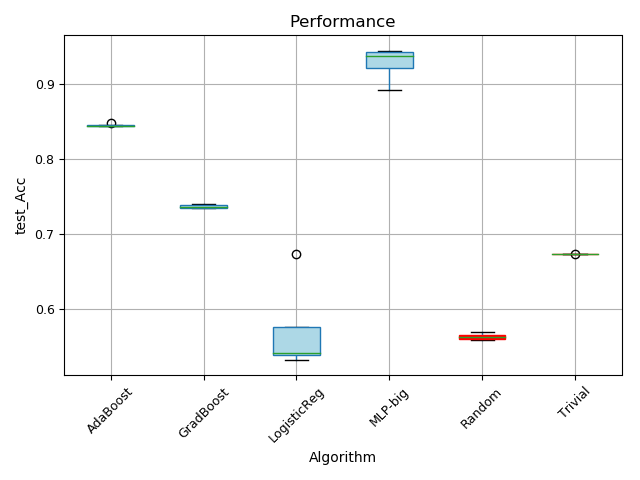 Performance
test_Acc
0.9
0.8
0.7
0.6
AdaBoost
GradBoost
LogisticReg
MLP-big
Random
Trivial
Algorithm